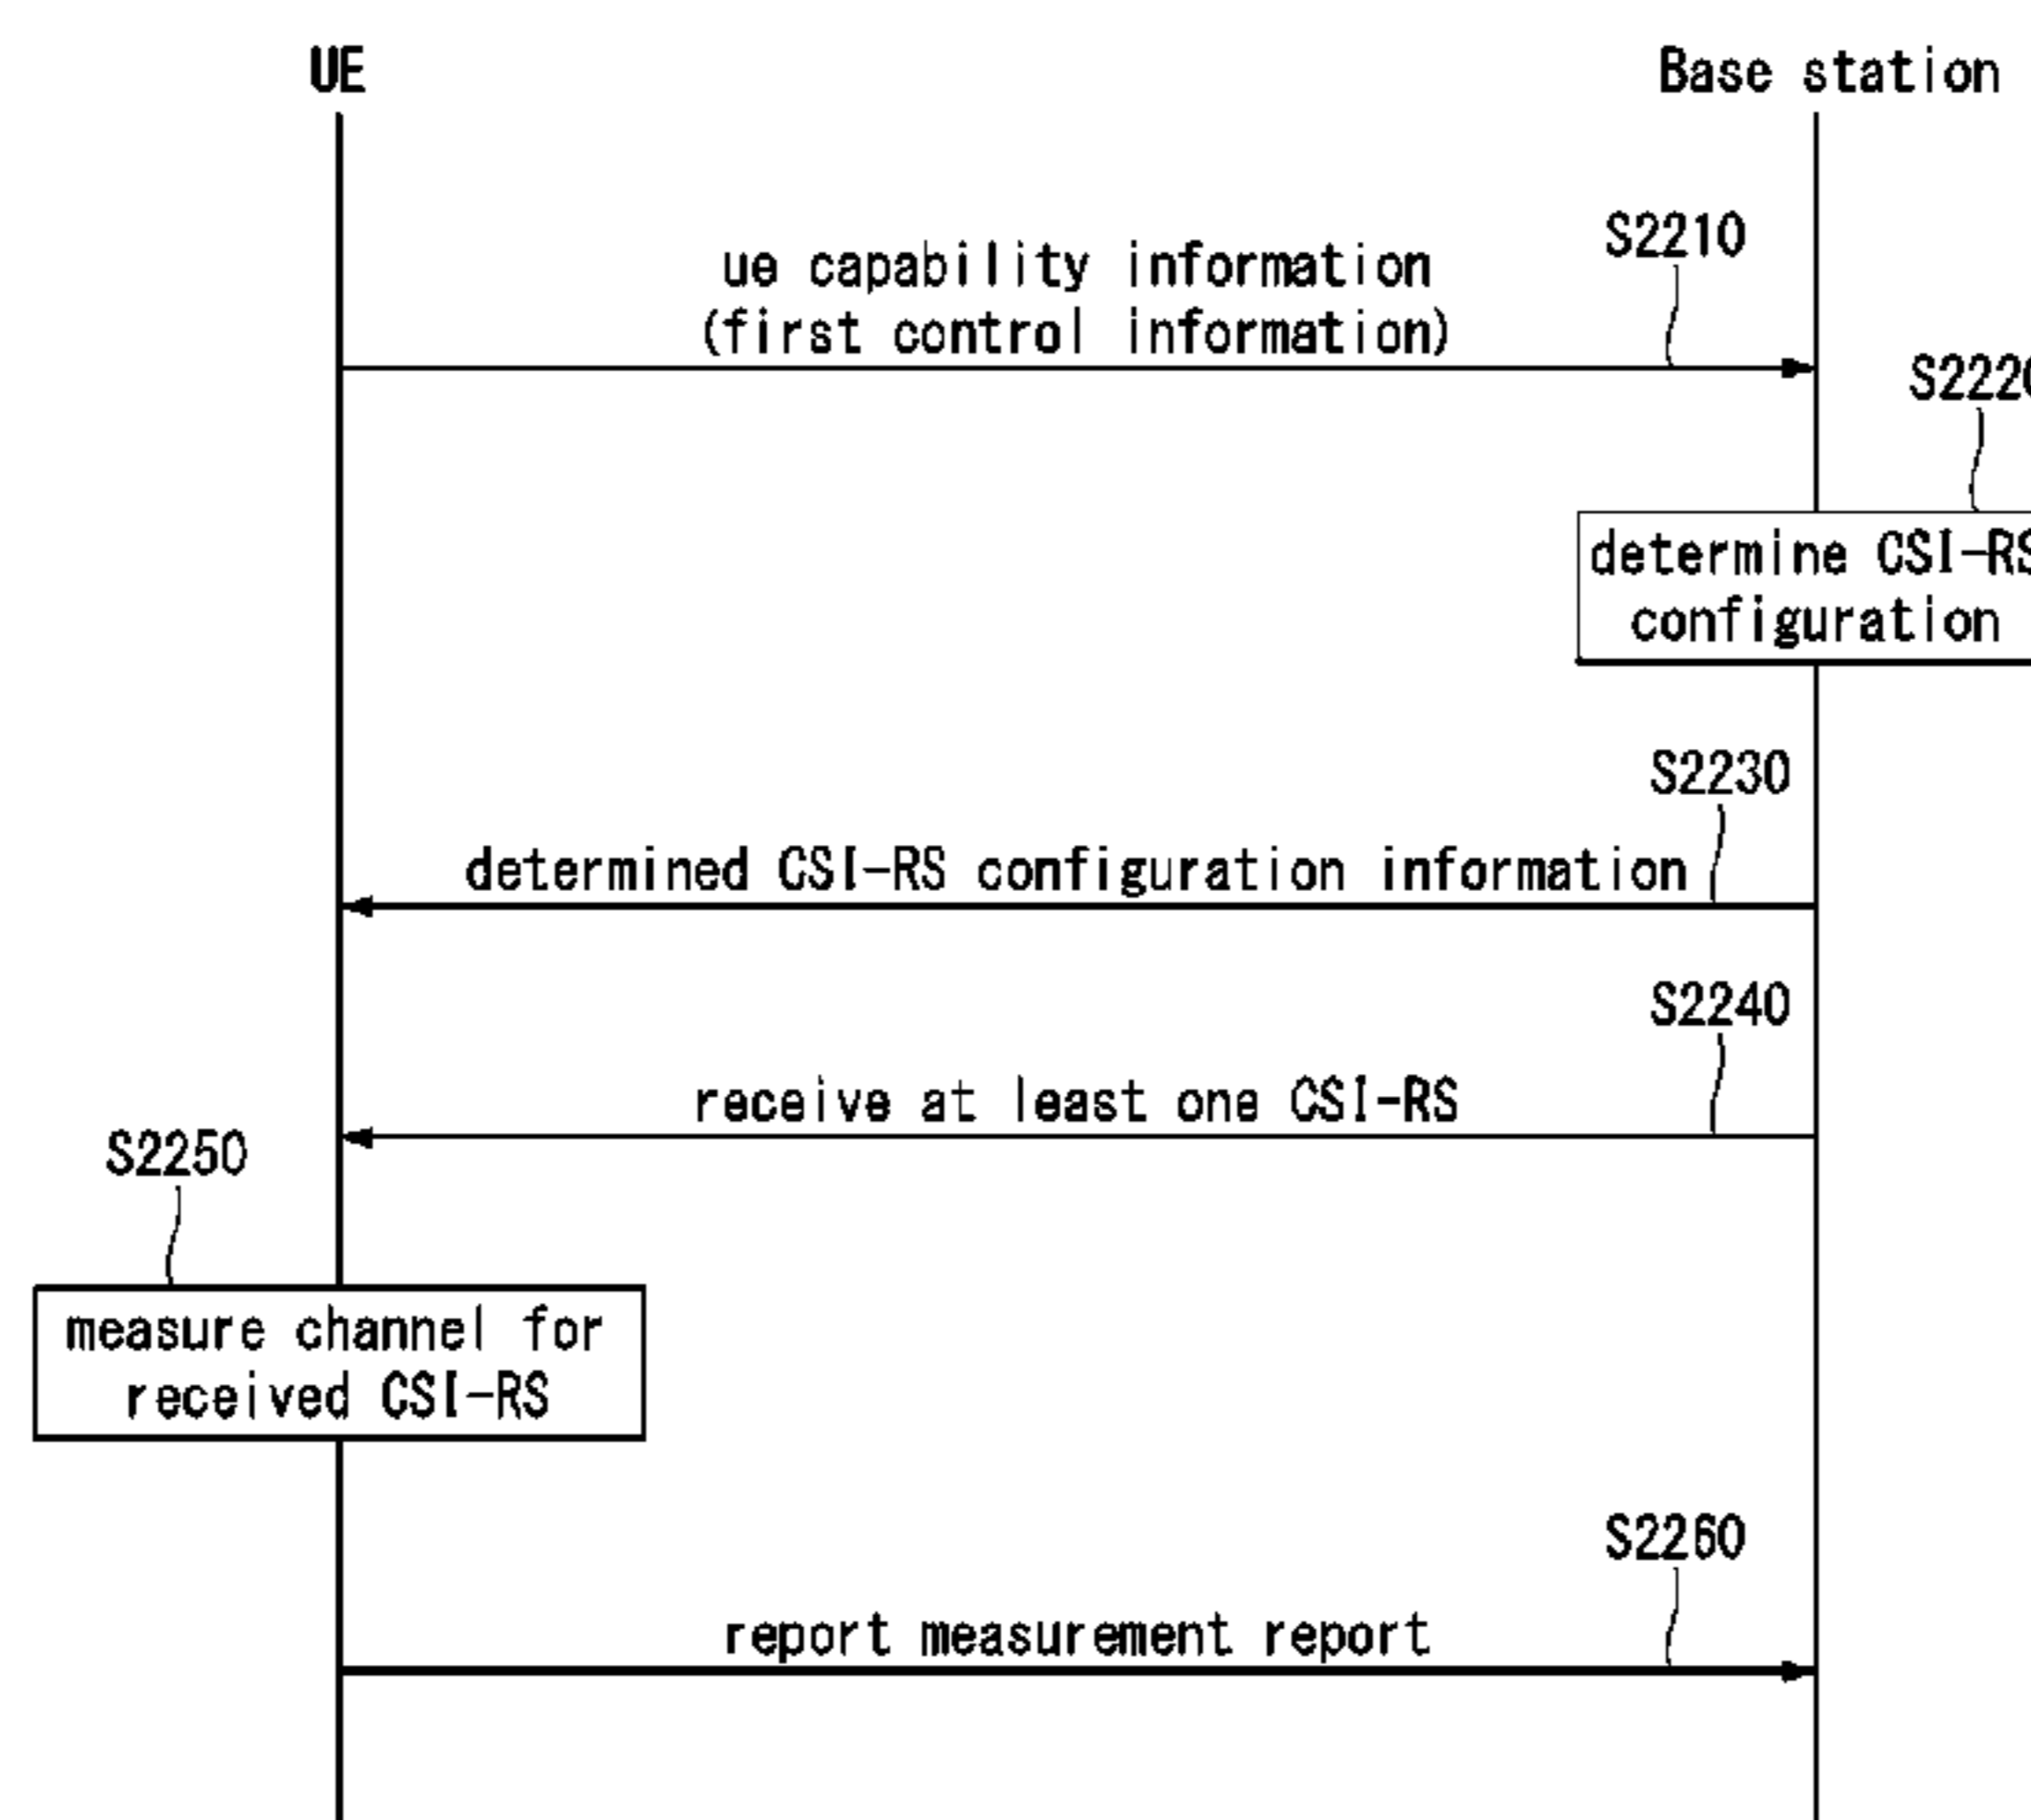 UE
Base station
S2210
ue capability information
(first control information)
S222
determine CSI-RS
configuration
S2230
determined CSI-RS configuration information
S2240
receive at least one CSI-RS
S2250
measure channel for
received CSI-RS
S2260
report measurement report